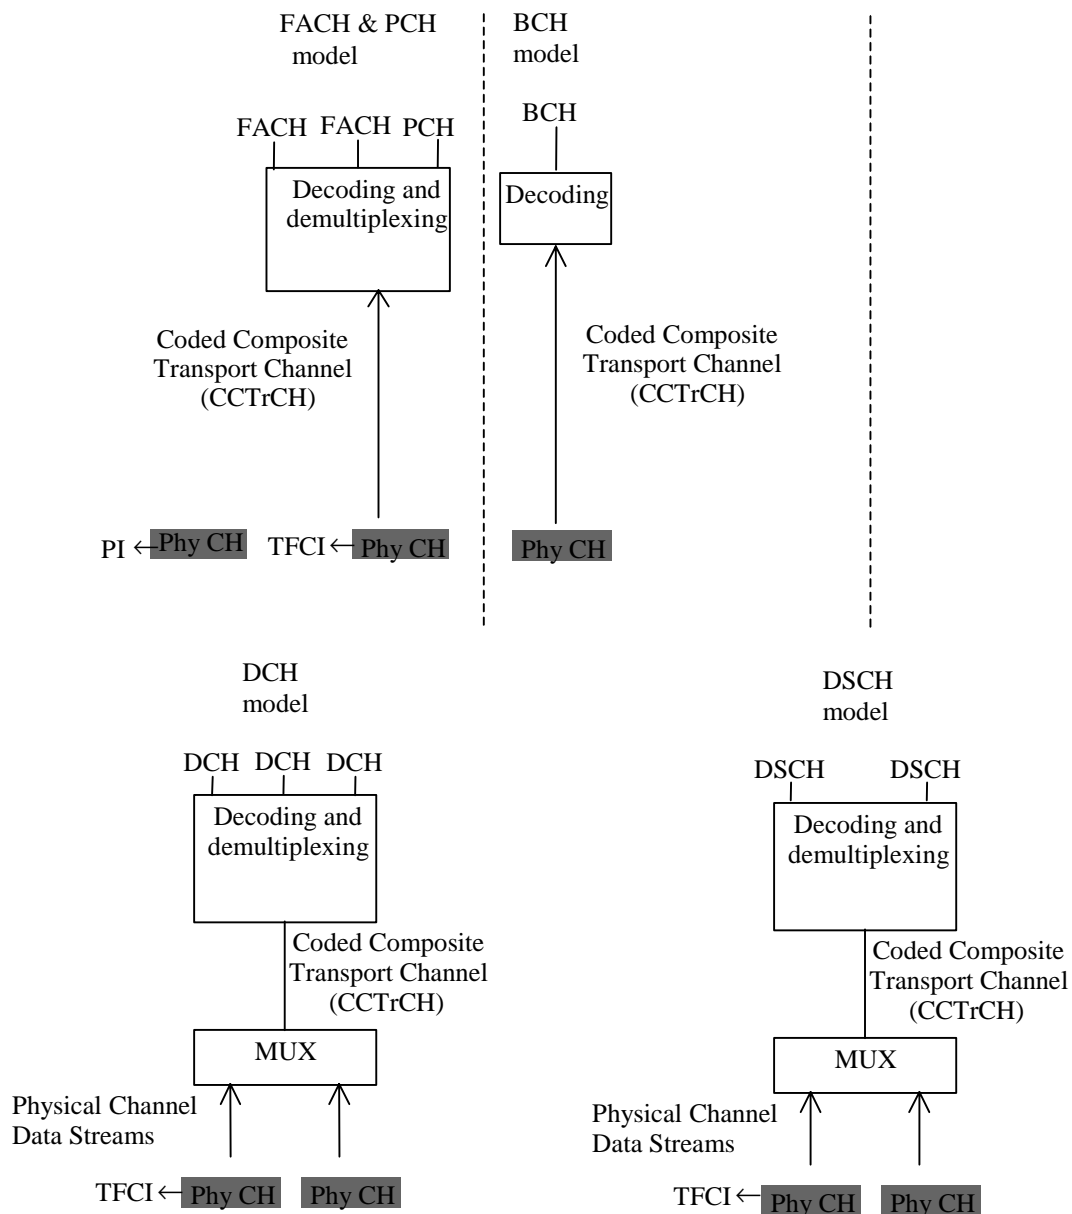 FACH & PCH
model
BCH
model
FACH FACH PCH
BCH
Decoding and
demultiplexing
Decoding
Coded Composite
Transport Channel
(CCTrCH)
Coded Composite
Transport Channel
(CCTrCH)
PI ← Phy CH
TFCI ← Phy CH
Phy CH
DCH
model
DCH DCH DCH
Decoding and
demultiplexing
Coded Composite
Transport Channel
(CCTrCH)
MUX
Physical Channel
Data Streams
TFCI ← Phy CH Phy CH
DSCH
model
DSCH DSCH
Decoding and
demultiplexing
Coded Composite
Transport Channel
(CCTrCH)
MUX
Physical Channel
Data Streams
TFCI ← Phy CH Phy CH